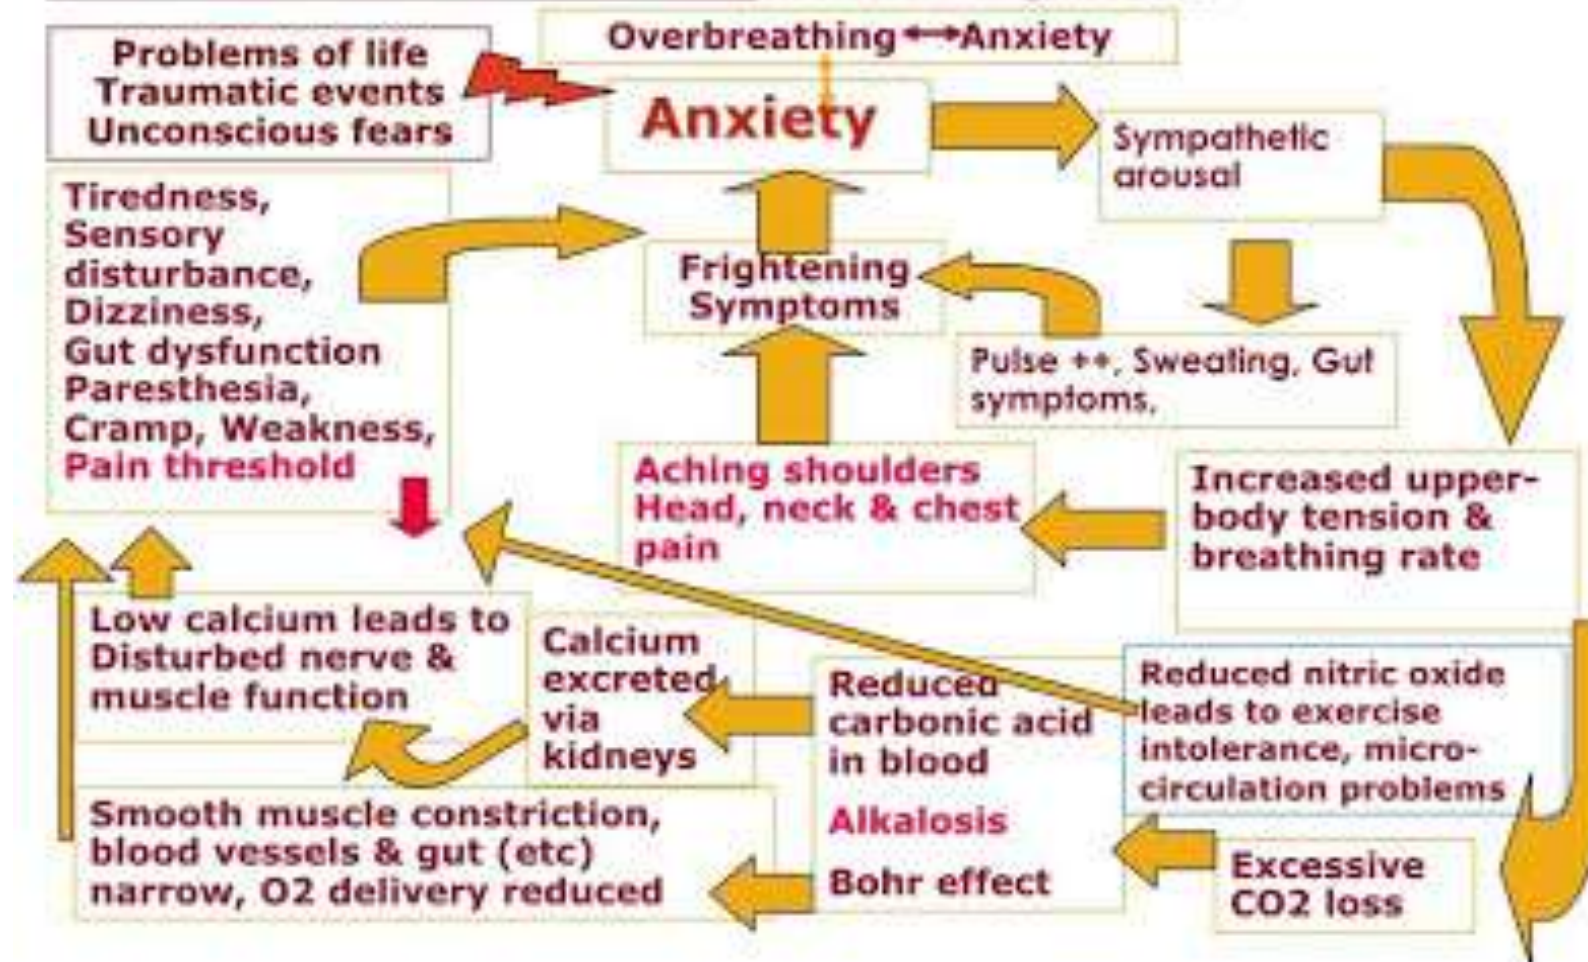 Overbreathing↔Anxiety
Problems of life
Traumatic events
Unconscious fears
Anxiety
Sympathetic
arousal
Tiredness,
Sensory
disturbance,
Dizziness,
Gut dysfunction
Paresthesia,
Cramp, Weakness,
Pain threshold
Frightening
Symptoms
Pulse ++, Sweating, Gut
symptoms,
Aching shoulders
Head, neck & chest
pain
Increased upper-
body tension &
breathing rate
Low calcium leads to
Disturbed nerve &
muscle function
Calcium
excreted
via
kidneys
Reduced
carbonic acid
in blood
Alkalosis
Bohr effect
Reduced nitric oxide
leads to exercise
intolerance, micro-
circulation problems
Smooth muscle constriction,
blood vessels & gut (etc)
narrow, O2 delivery reduced
Excessive
CO2 loss